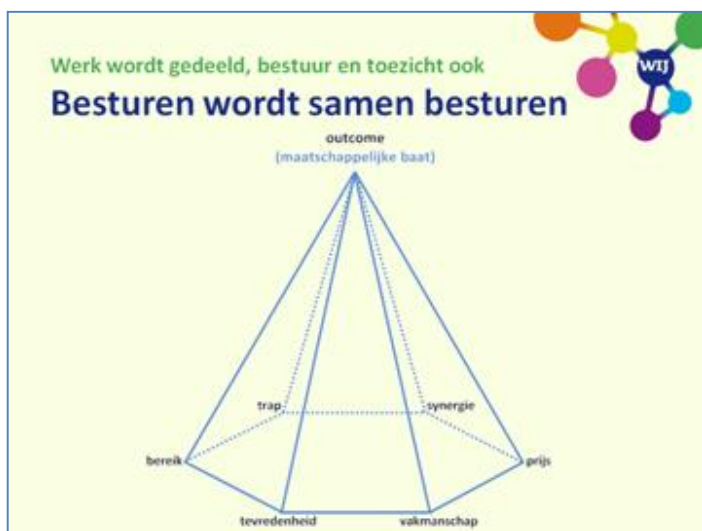 Werk wordt gedeeld, bestuur en toezicht ook
WIJ
Besturen wordt samen besturen
outcome
(maatschappelijke baat)
trap
synergie
bereik
prijs
tevredenheid
vakmanschap